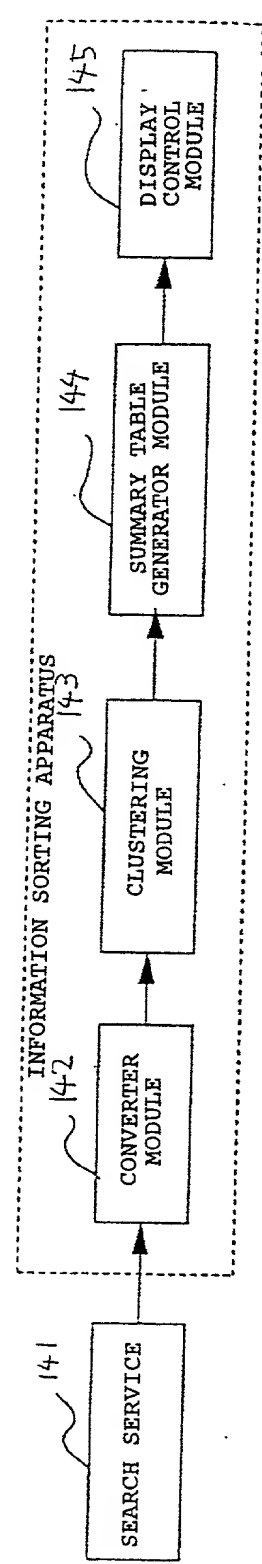 INFORMATION SORTING APPARATUS
141
SEARCH SERVICE
142
CONVERTER
MODULE
143
CLUSTERING
MODULE
144
SUMMARY TABLE
GENERATOR MODULE
145
DISPLAY
CONTROL
MODULE